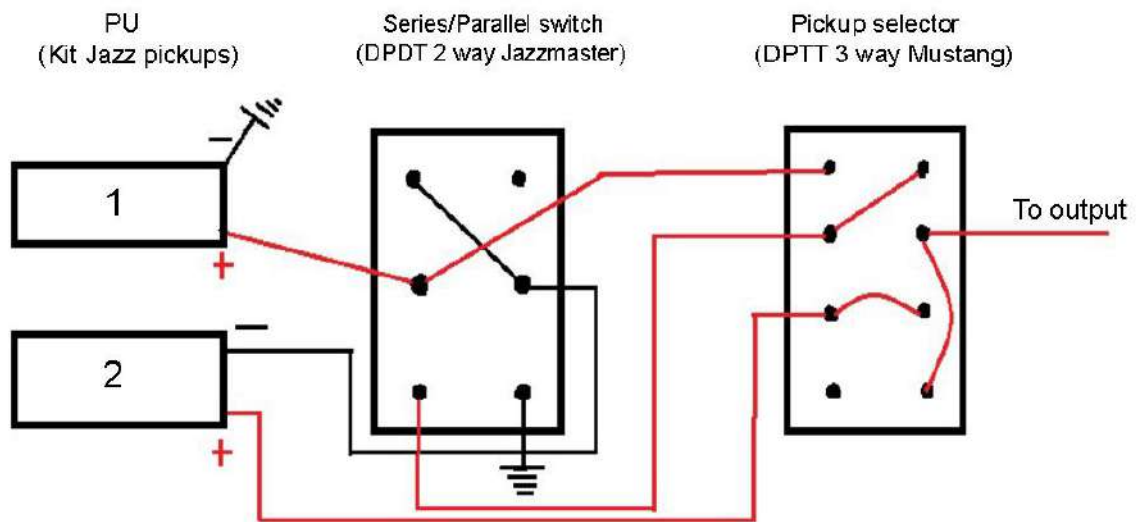 PU
(Kit Jazz pickups)
Series/Parallel switch
(DPDT 2 way Jazzmaster)
Pickup selector
(DPTT 3 way Mustang)
−
1
+
To output
−
2
+